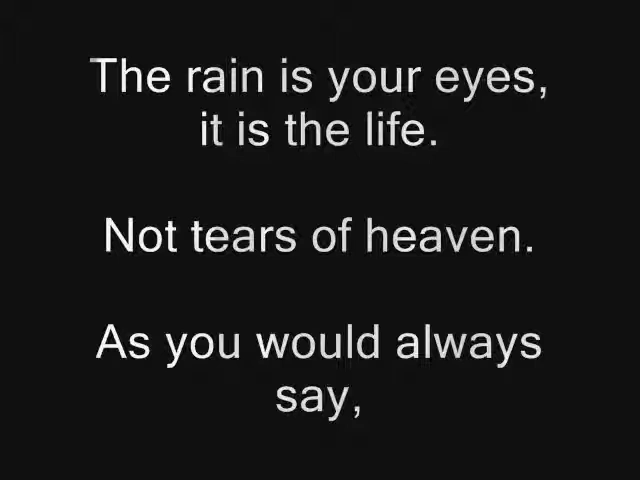 The rain is your eyes,
it is the life.
Not tears of heaven.
As you would always
say,